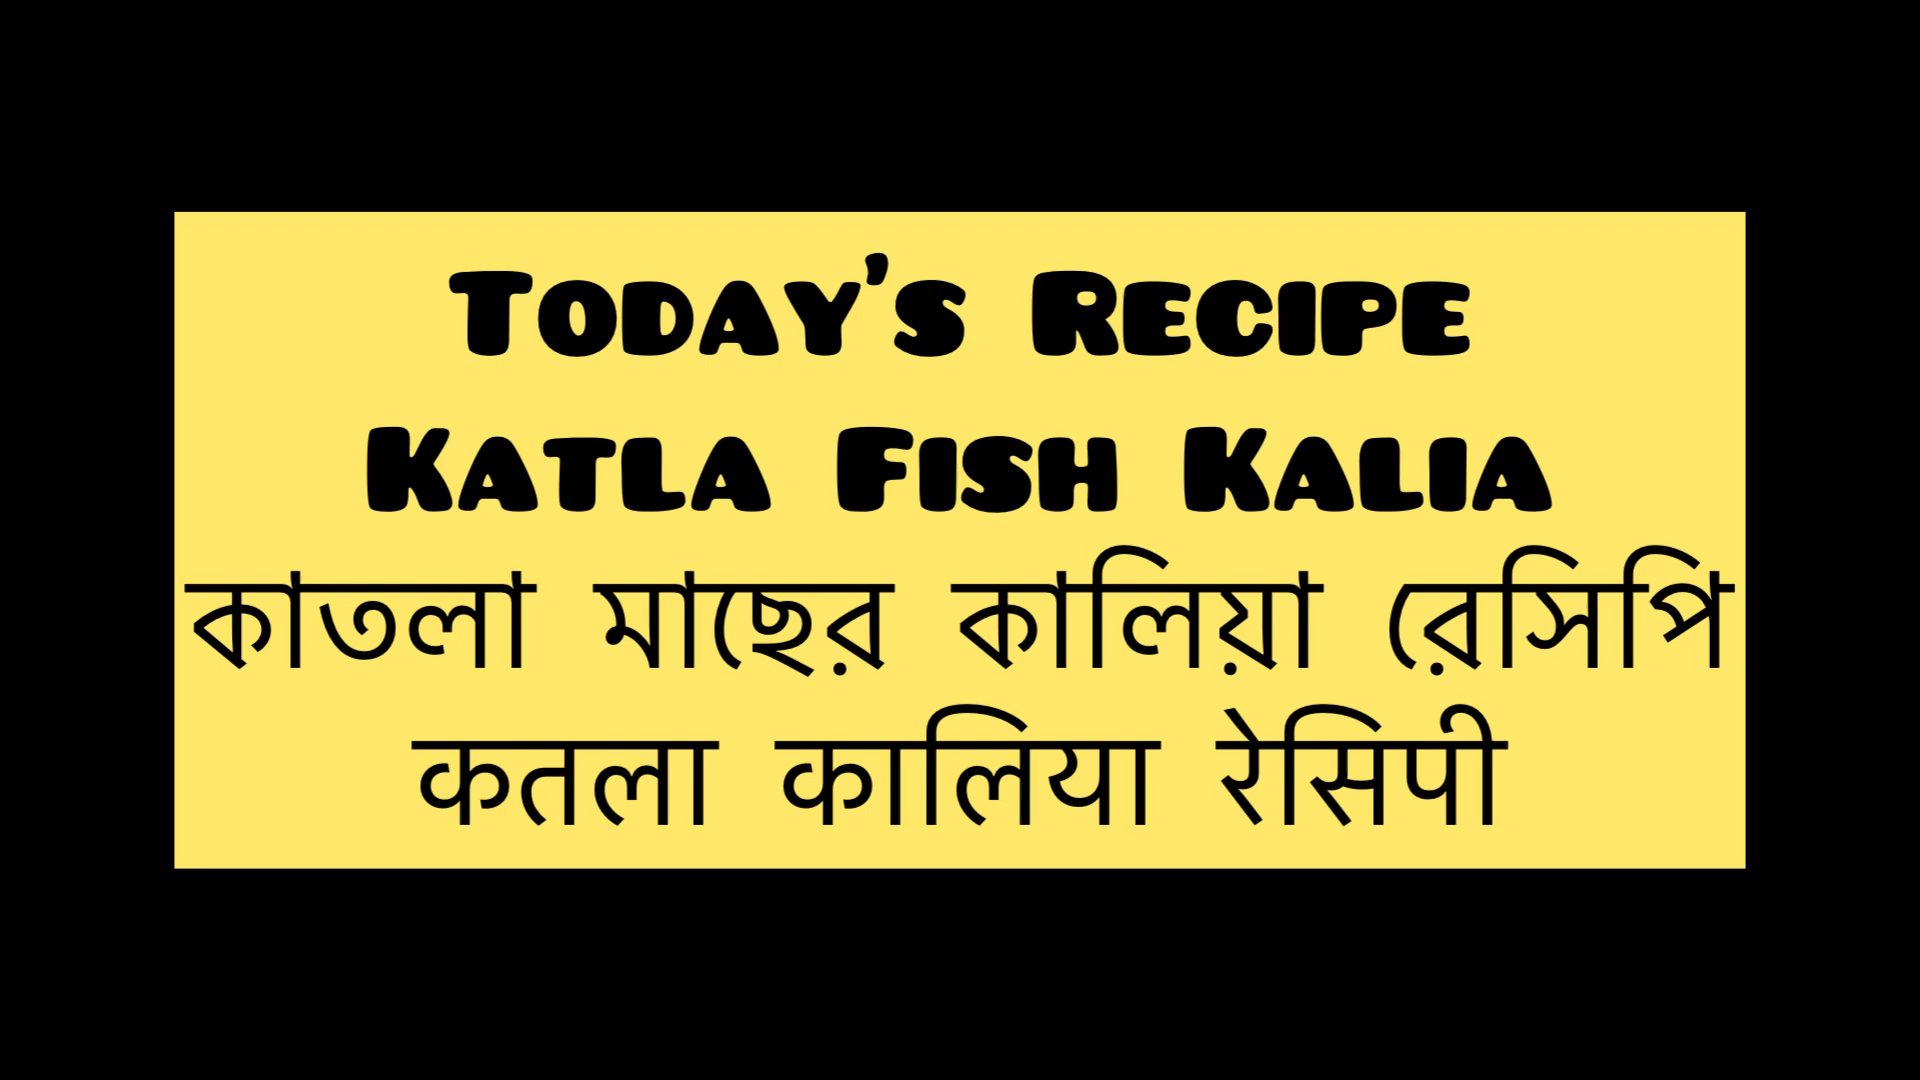 Today's Recipe
Katla Fish Kalia
কাতলা মাছের কালিয়া রেসিপি
कतला कालिया रेसिपी